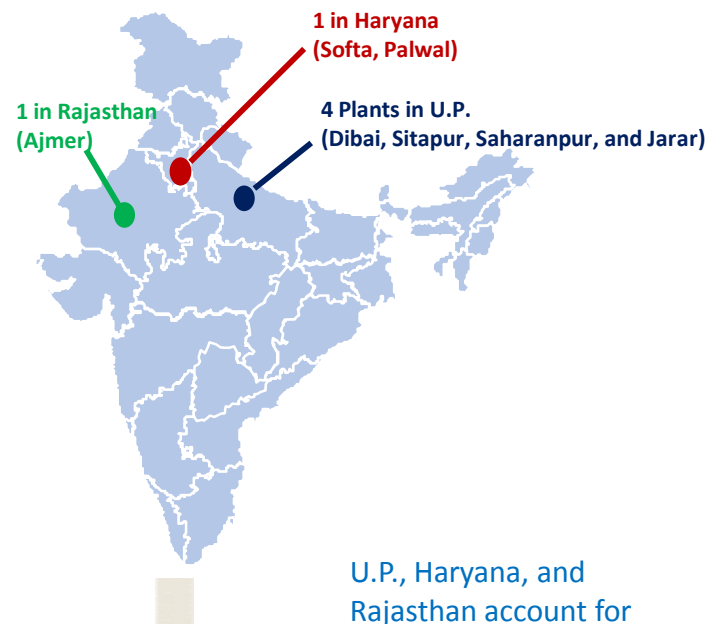 1 in Haryana
(Softa, Palwal)
1 in Rajasthan
(Ajmer)
4 Plants in U.P.
(Dibai, Sitapur, Saharanpur, and Jarar)
U.P., Haryana, and
Rajasthan account for